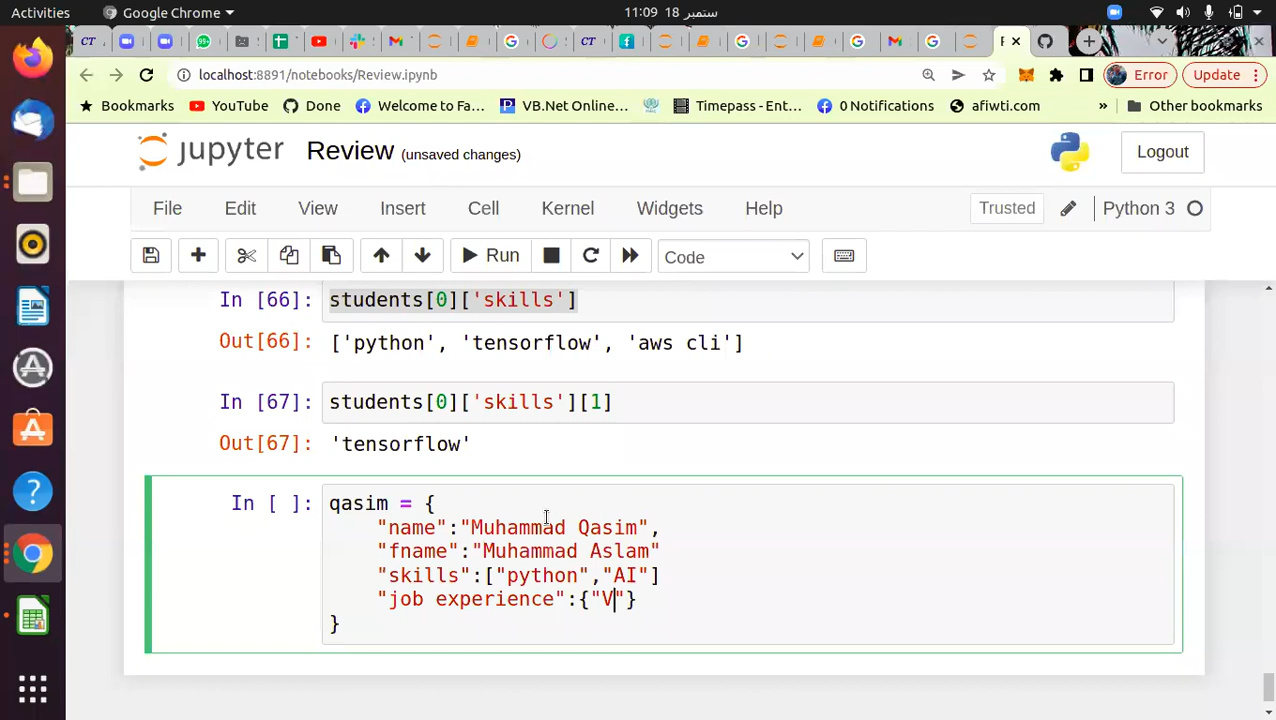 Activities
Google Chrome
11:09 18 ستمبر
CT
CT
R
localhost:8891/notebooks/Review.ipynb
Error
Update
Bookmarks
YouTube
Done
Welcome to Fa...
VB.Net Online...
Timepass - Ent...
0 Notifications
afiwti.com
»
Other bookmarks
jupyter
Review (unsaved changes)
Logout
File
Edit
View
Insert
Cell
Kernel
Widgets
Help
Trusted
Python 3
Run
Code
In [66]: students[0]['skills']
Out[66]: ['python', 'tensorflow', 'aws cli']
In [67]: students[0]['skills'][1]
Out[67]: 'tensorflow'
In [ ]: qasim = {
"name":"Muhammad Qasim",
"fname":"Muhammad Aslam"
"skills":["python","AI"]
"job experience":{"V"}
}